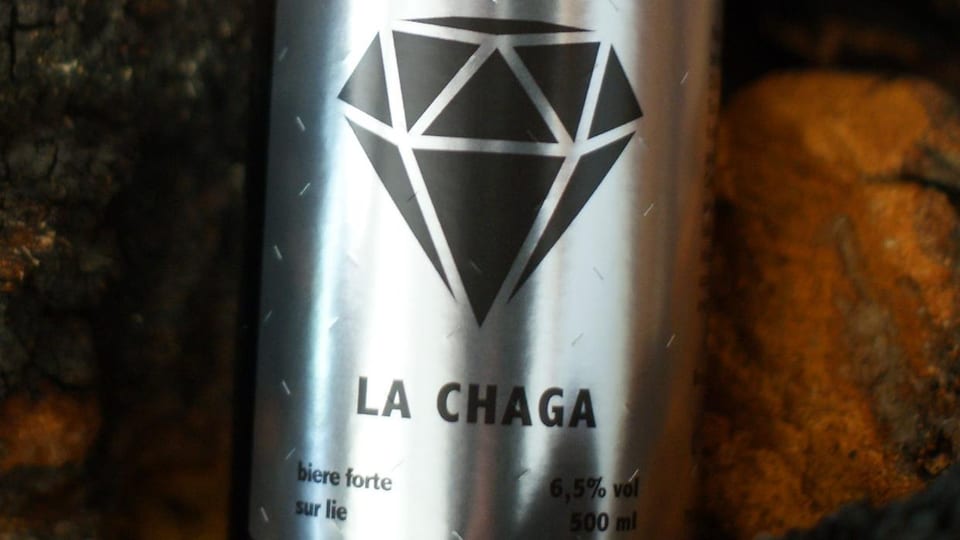 LA CHAGA
biere forte
sur lie
6,5% vol
500 ml